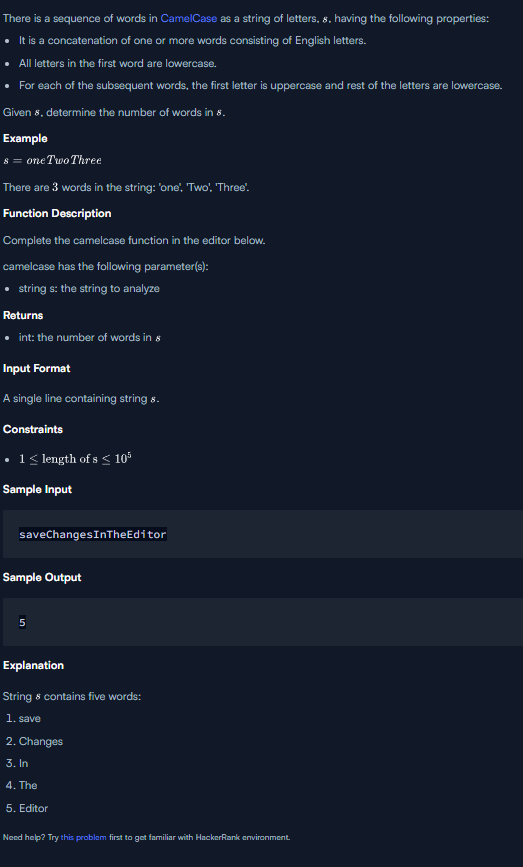 There is a sequence of words in CamelCase as a string of letters, s, having the following properties:
• It is a concatenation of one or more words consisting of English letters.
• All letters in the first word are lowercase.
• For each of the subsequent words, the first letter is uppercase and rest of the letters are lowercase.
Given s, determine the number of words in s.
Example
s = oneTwoThree
There are 3 words in the string: 'one', 'Two', 'Three'.
Function Description
Complete the camelcase function in the editor below.
camelcase has the following parameter(s):
• string s: the string to analyze
Returns
• int: the number of words in s
Input Format
A single line containing string s.
Constraints
• 1 ≤ length of s ≤ 10⁵
Sample Input
saveChangesInTheEditor
Sample Output
5
Explanation
String s contains five words:
1. save
2. Changes
3. In
4. The
5. Editor
Need help? Try this problem first to get familiar with HackerRank environment.